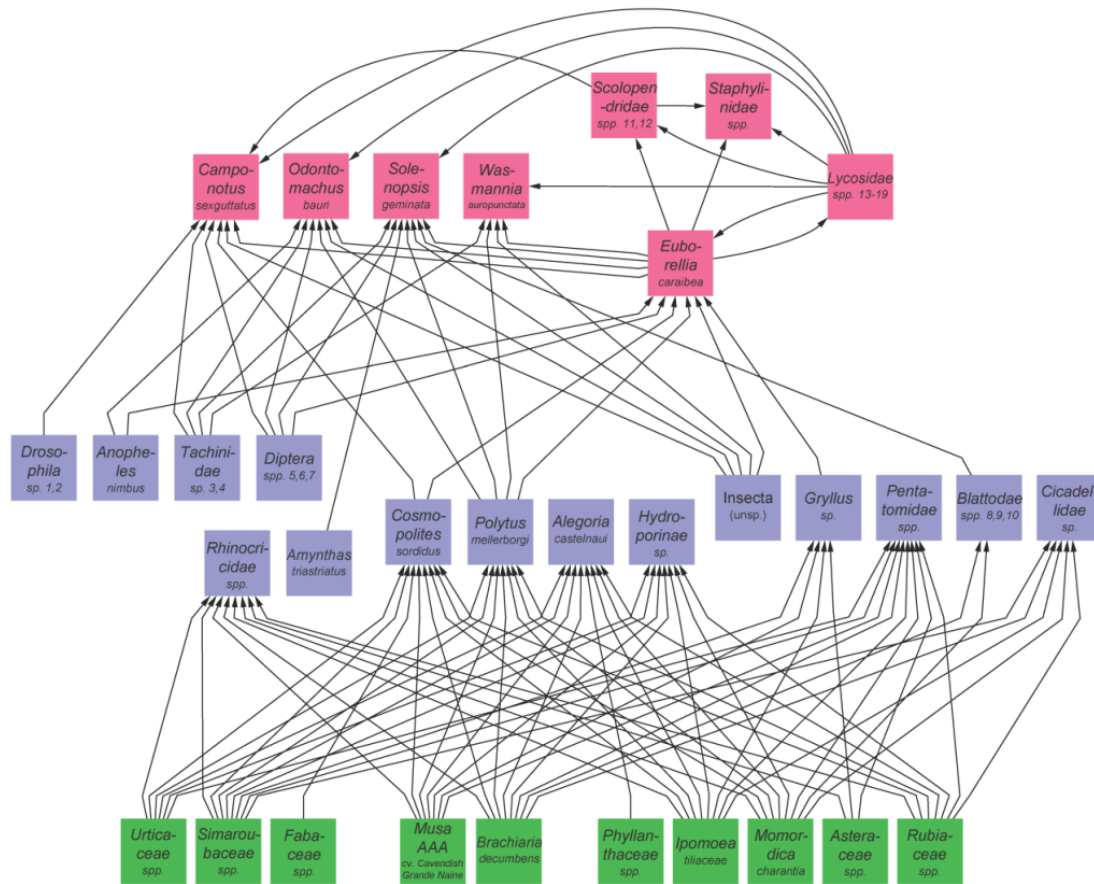 Scolopen
-dridae
spp. 11,12
Staphyli-
nidae
spp.
Campo-
notus
sexguttatus
Odonto-
machus
bauri
Sole-
nopsis
geminata
Was-
mannia
auropunctata
Lycosidae
spp. 13-19
Eubo-
rellia
caraibea
Droso-
phila
sp. 1,2
Anophe-
les
nimbus
Tachini-
dae
sp. 3,4
Diptera
spp. 5,6,7
Cosmo-
polites
sordidus
Polytus
mellerborgi
Alegoria
castelnaui
Hydro-
porinae
sp.
Insecta
(unsp.)
Gryllus
sp.
Penta-
tomidae
spp.
Blattodae
spp. 8,9,10
Cicadel-
lidae
sp.
Rhinocri-
cidae
spp.
Amynthas
triastriatus
Urtica-
ceae
spp.
Simarou-
baceae
spp.
Faba-
ceae
spp.
Musa
AAA
cv. Cavendish
Grande Naine
Brachiaria
decumbens
Phyllan-
thaceae
spp.
Ipomoea
tiliaceae
Momor-
dica
charantia
Astera-
ceae
spp.
Rubia-
ceae
spp.